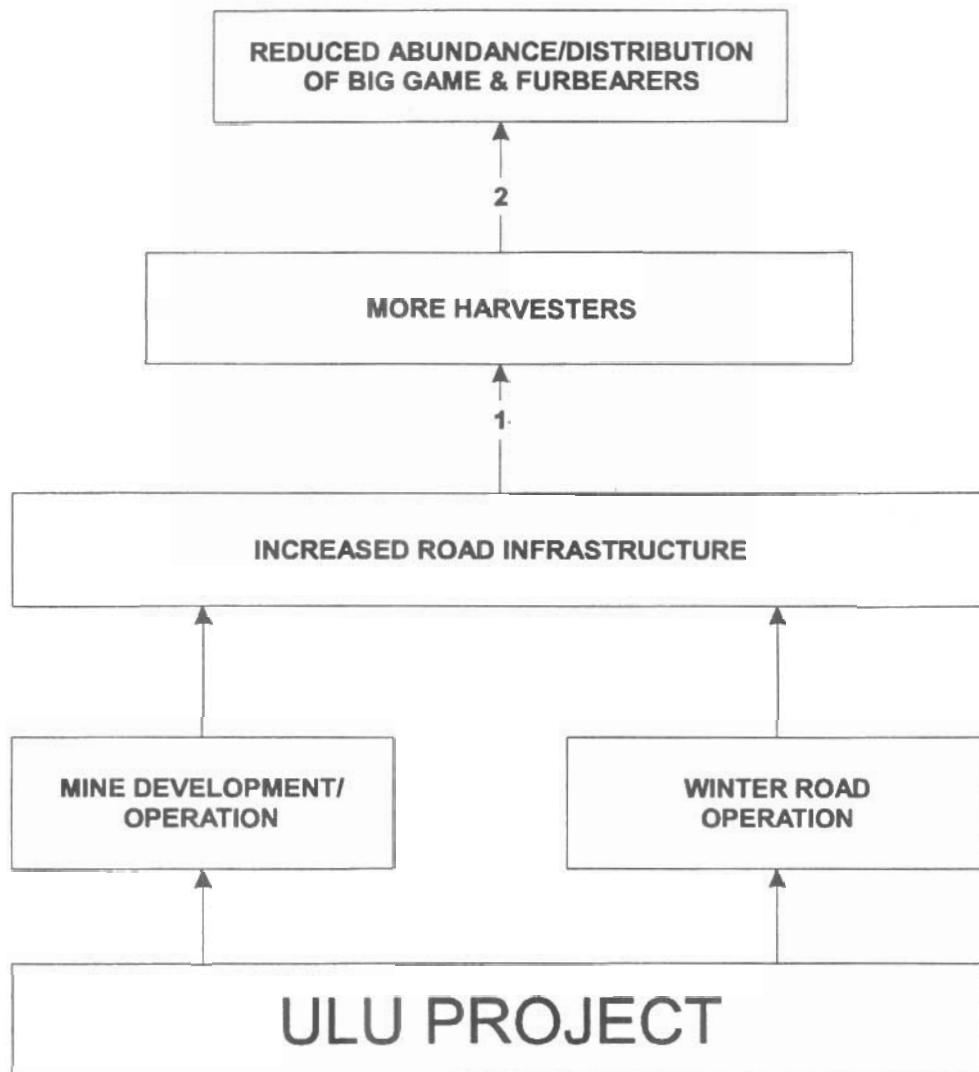 REDUCED ABUNDANCE/DISTRIBUTION
OF BIG GAME & FURBEARERS
2
MORE HARVESTERS
1
INCREASED ROAD INFRASTRUCTURE
MINE DEVELOPMENT/
OPERATION
WINTER ROAD
OPERATION
ULU PROJECT